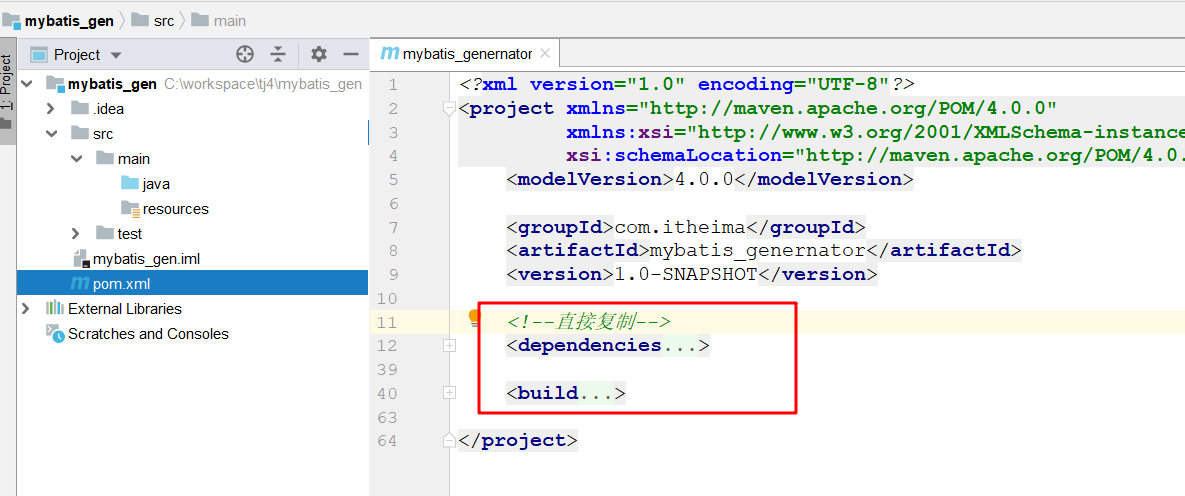 mybatis_gen src main
1: Project
Project
mybatis_genernator
mybatis_gen C:\workspace\tj4\mybatis_gen
.idea
src
main
java
resources
test
mybatis_gen.iml
pom.xml
External Libraries
Scratches and Consoles
1 <?xml version="1.0" encoding="UTF-8"?>
2 <project xmlns="http://maven.apache.org/POM/4.0.0"
3 xmlns:xsi="http://www.w3.org/2001/XMLSchema-instance
4 xsi:schemaLocation="http://maven.apache.org/POM/4.0.
5 <modelVersion>4.0.0</modelVersion>
6
7 <groupId>com.itheima</groupId>
8 <artifactId>mybatis_genernator</artifactId>
9 <version>1.0-SNAPSHOT</version>
10
11 <!--直接复制-->
12 <dependencies...>
39
40 <build...>
63
64 </project>